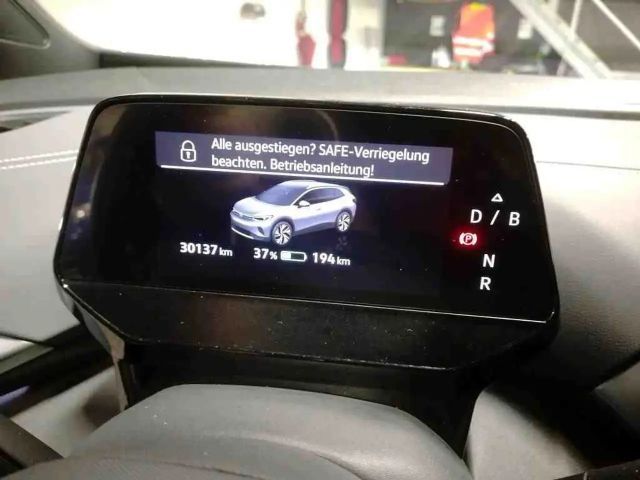 Alle ausgestiegen? SAFE-Verriegelung
beachten. Betriebsanleitung!
D / B
P
N
R
30137 km 37% 194 km